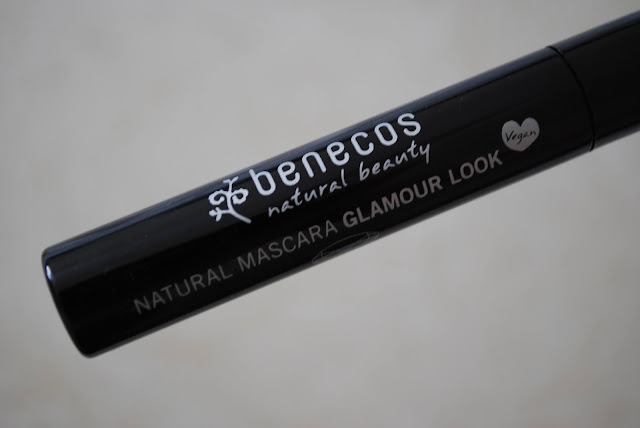 benecos
natural beauty
NATURAL MASCARA GLAMOUR LOOK
Vegan